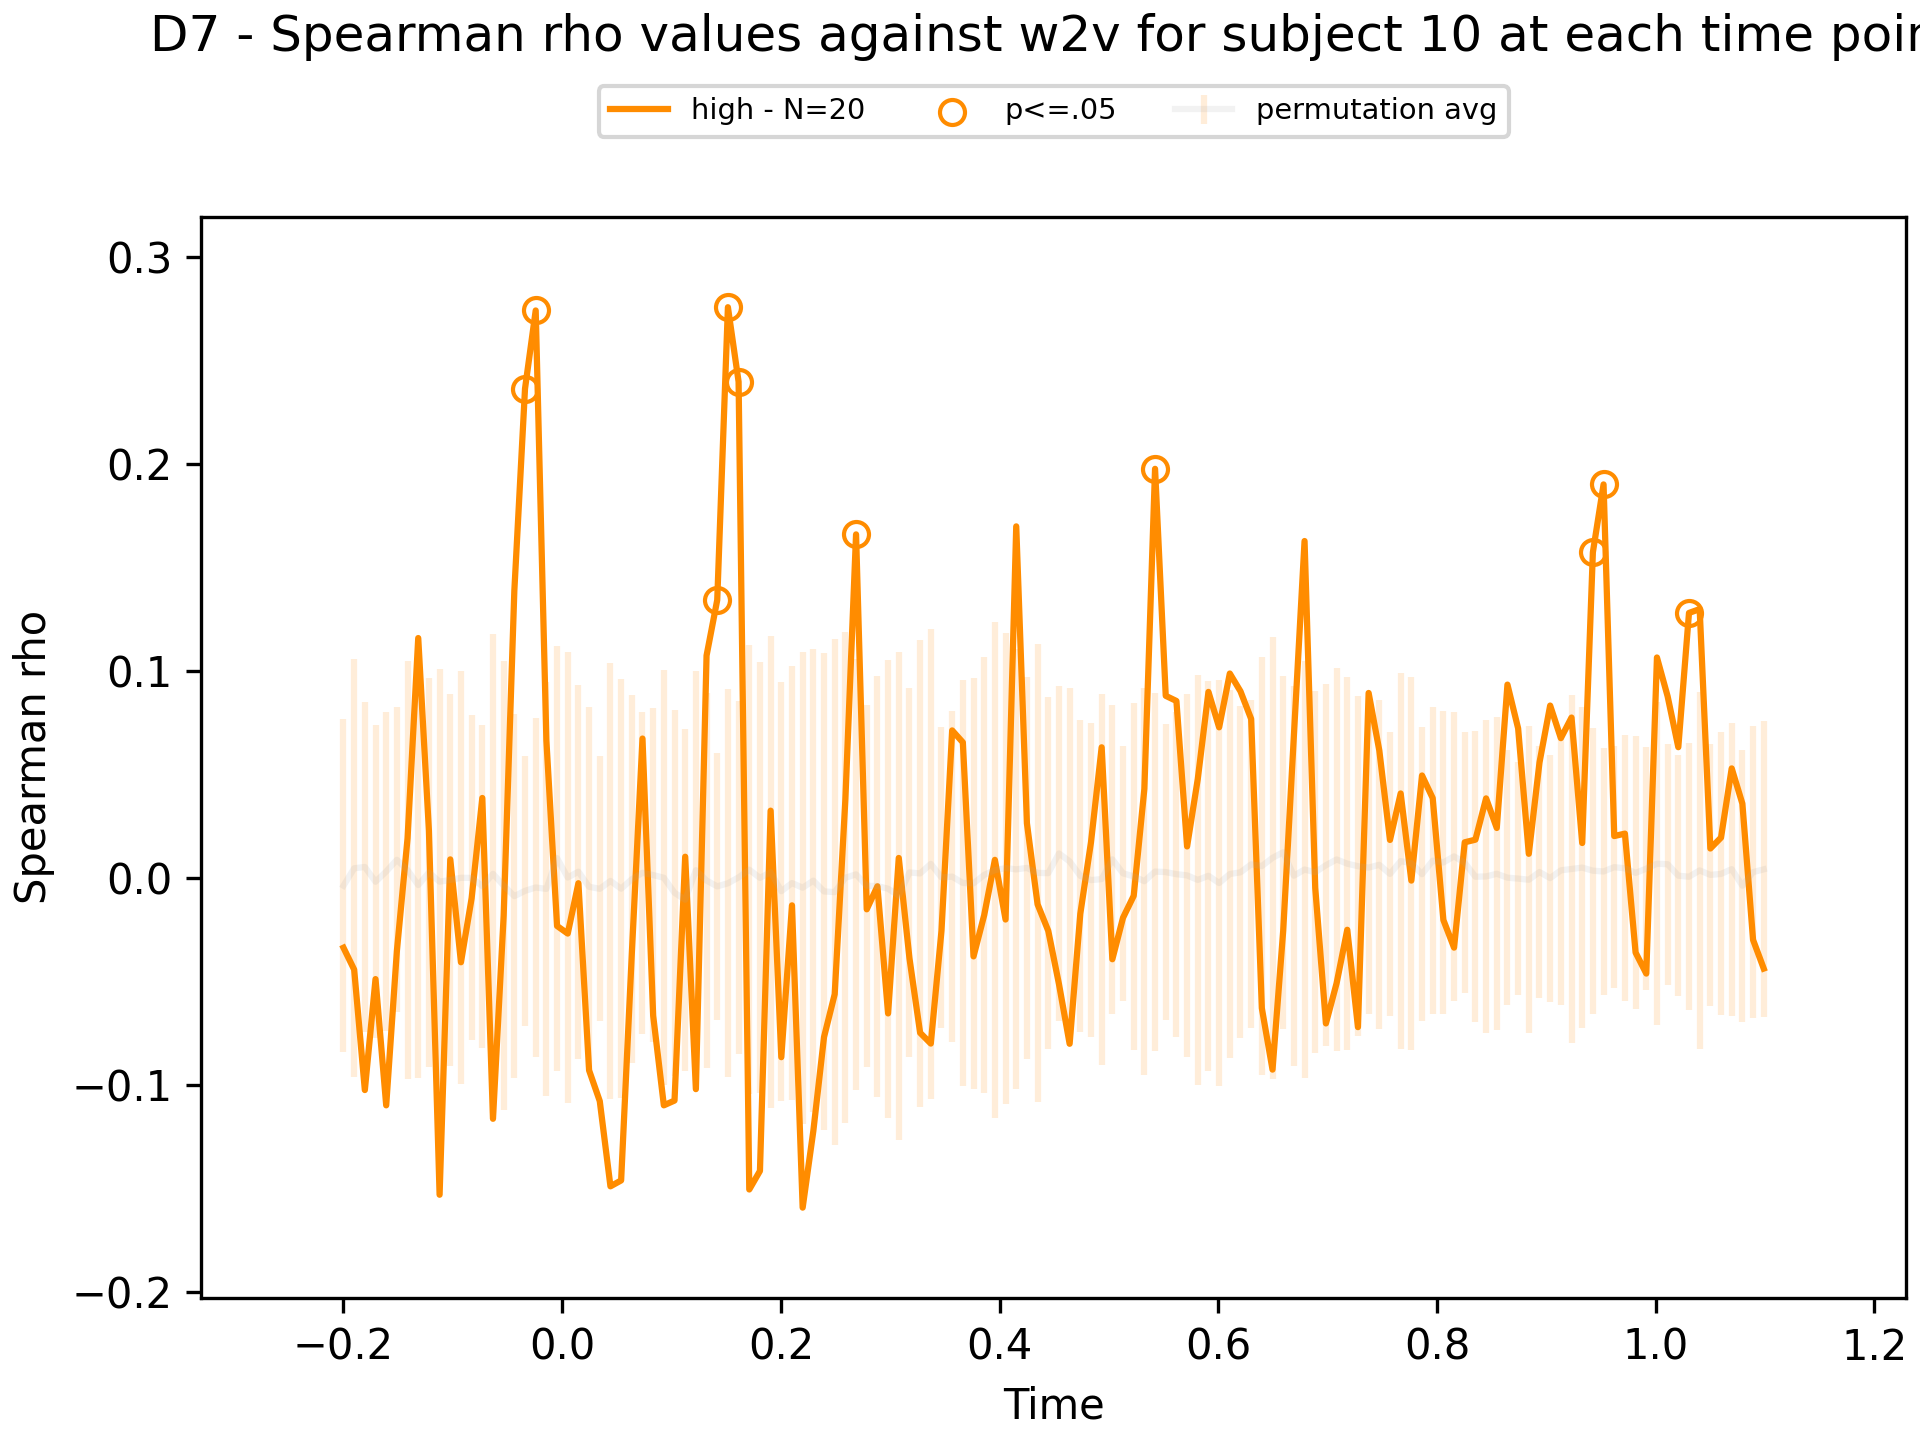 D7 - Spearman rho values against w2v for subject 10 at each time
high - N=20
p<=.05
permutation avg
0.3
0.2
0.1
0.0
−0.1
−0.2
Spearman rho
−0.2 0.0 0.2 0.4 0.6 0.8 1.0 1.2
Time